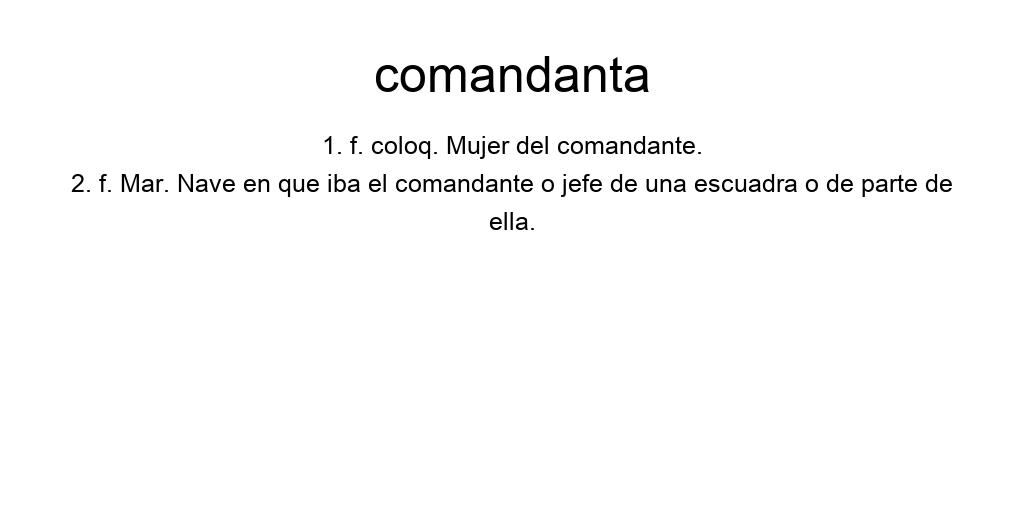 comandanta
1. f. coloq. Mujer del comandante.
2. f. Mar. Nave en que iba el comandante o jefe de una escuadra o de parte de
ella.